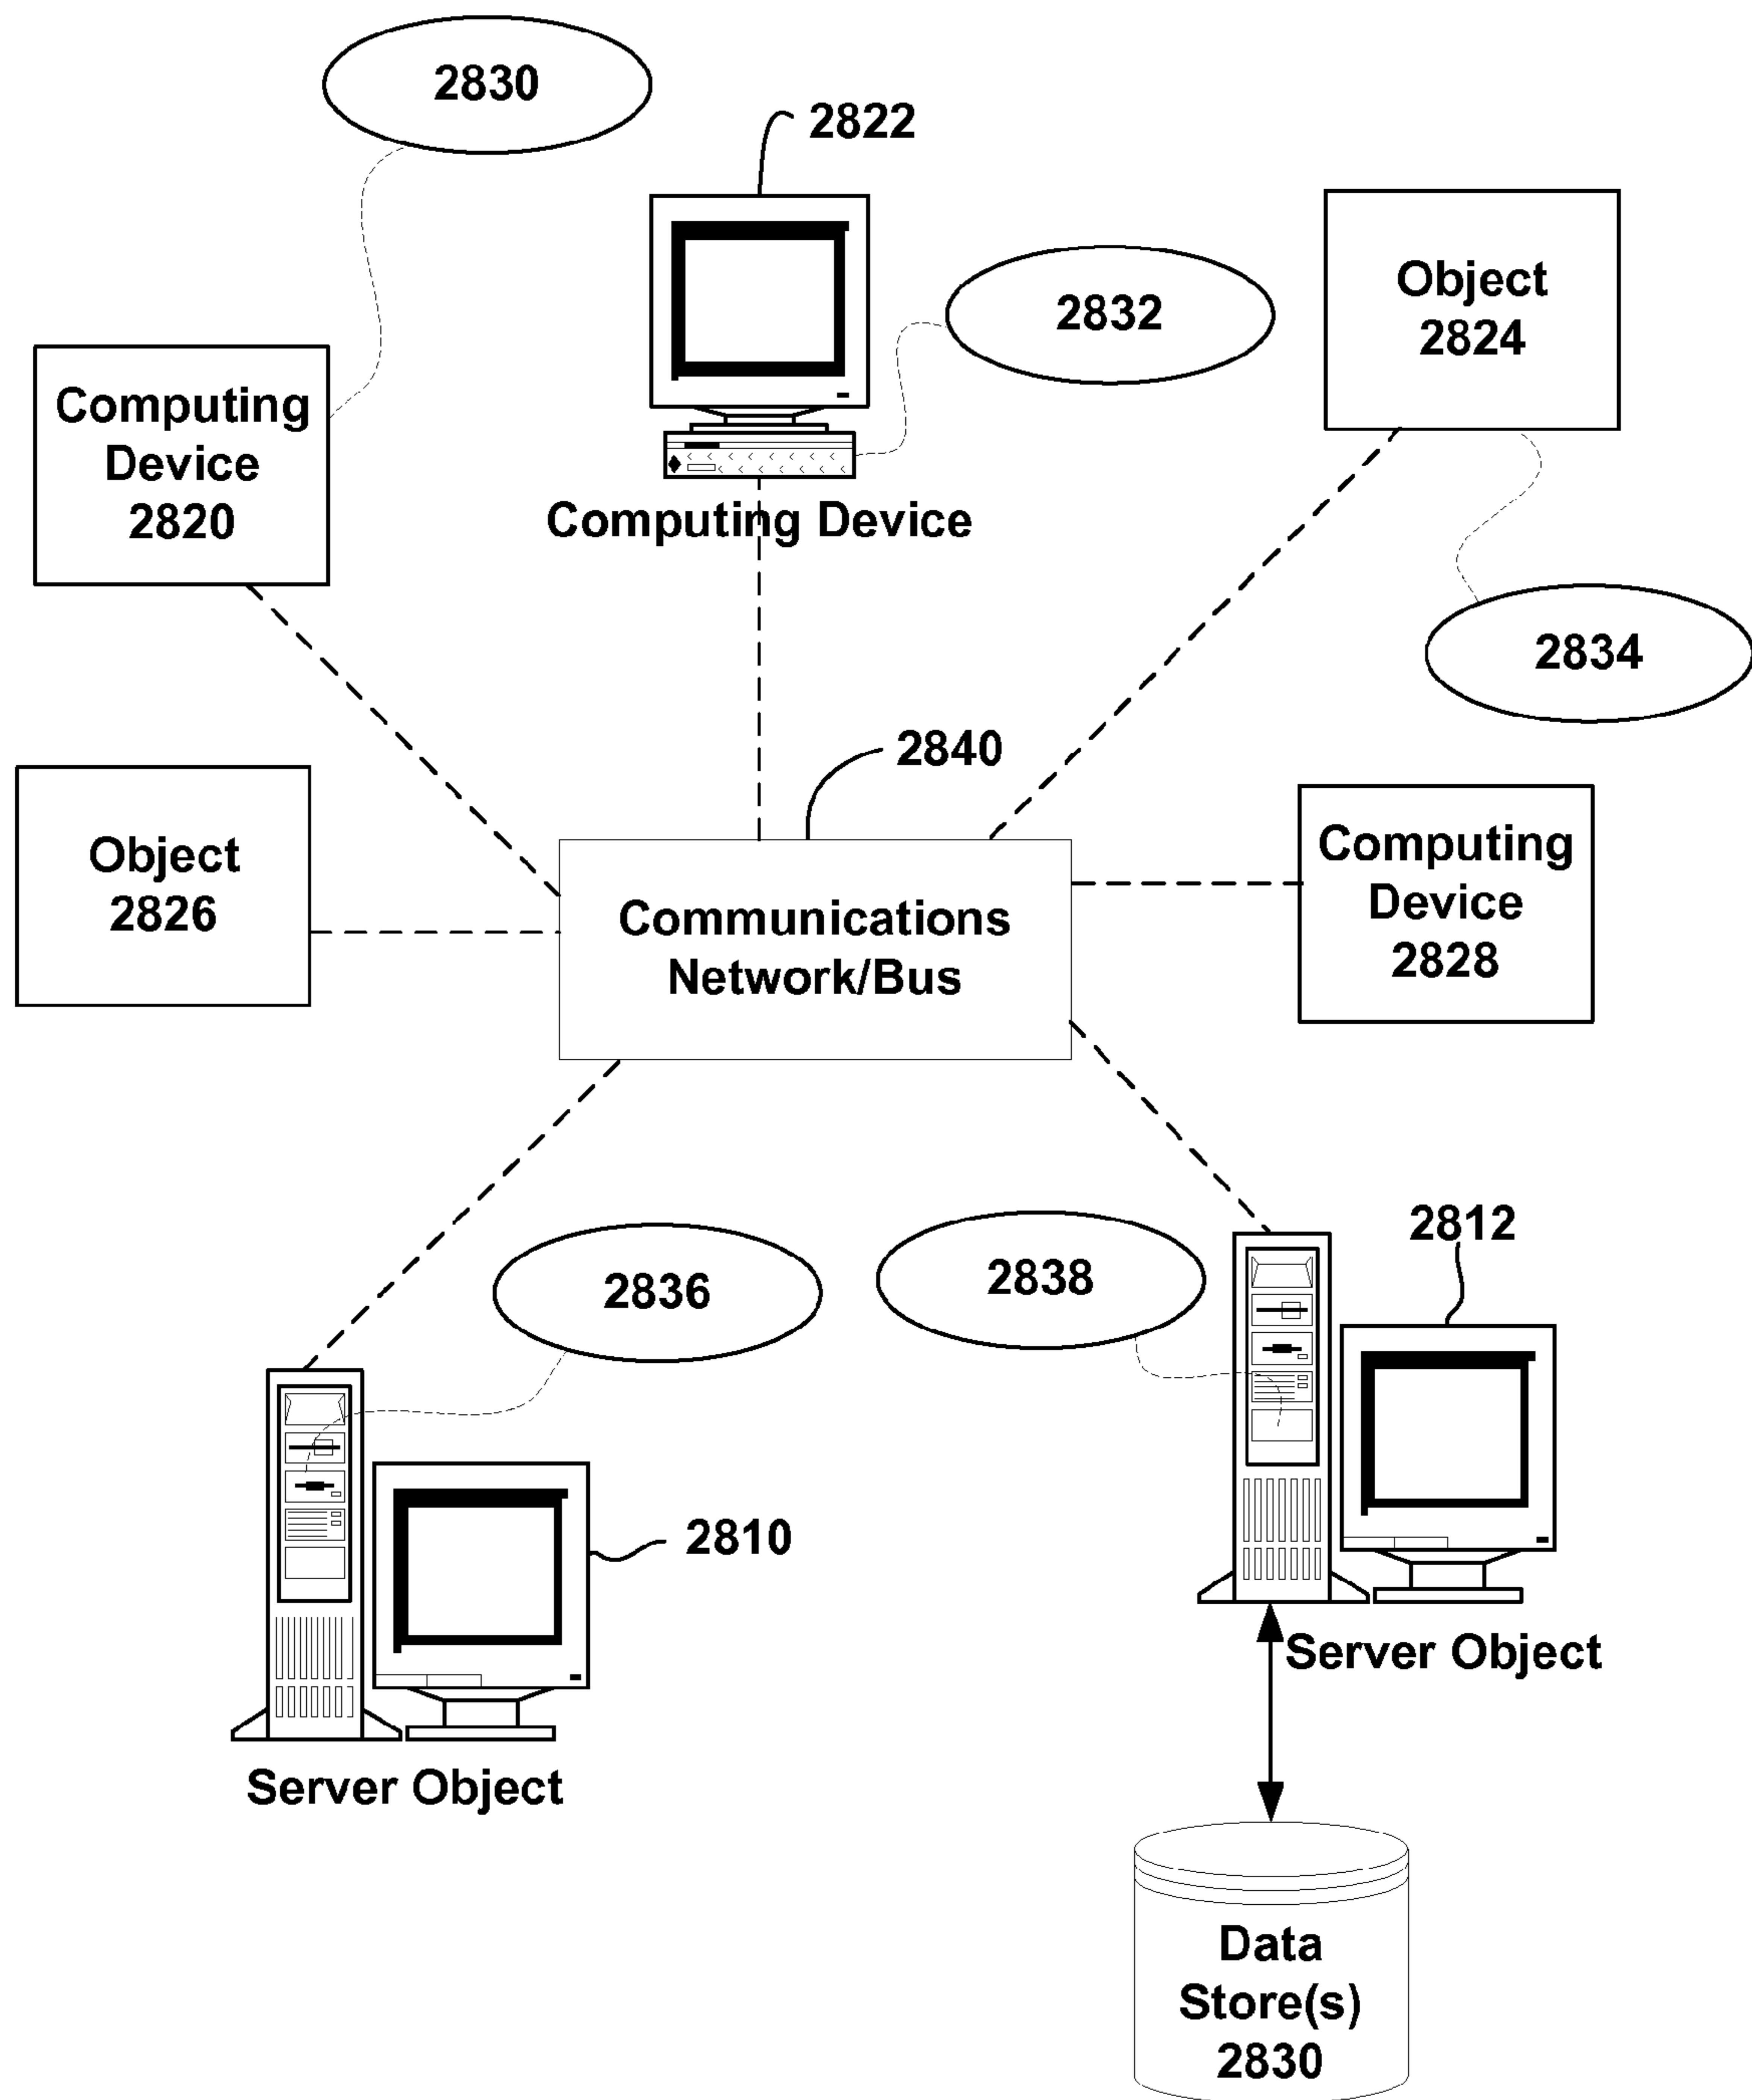 2830
2822
Object
2824
2832
Computing
Device
2820
Computing Device
2834
2840
Object
2826
Computing
Device
2828
Communications
Network/Bus
2812
2836
2838
2810
Server Object
Server Object
Data
Store(s)
2830